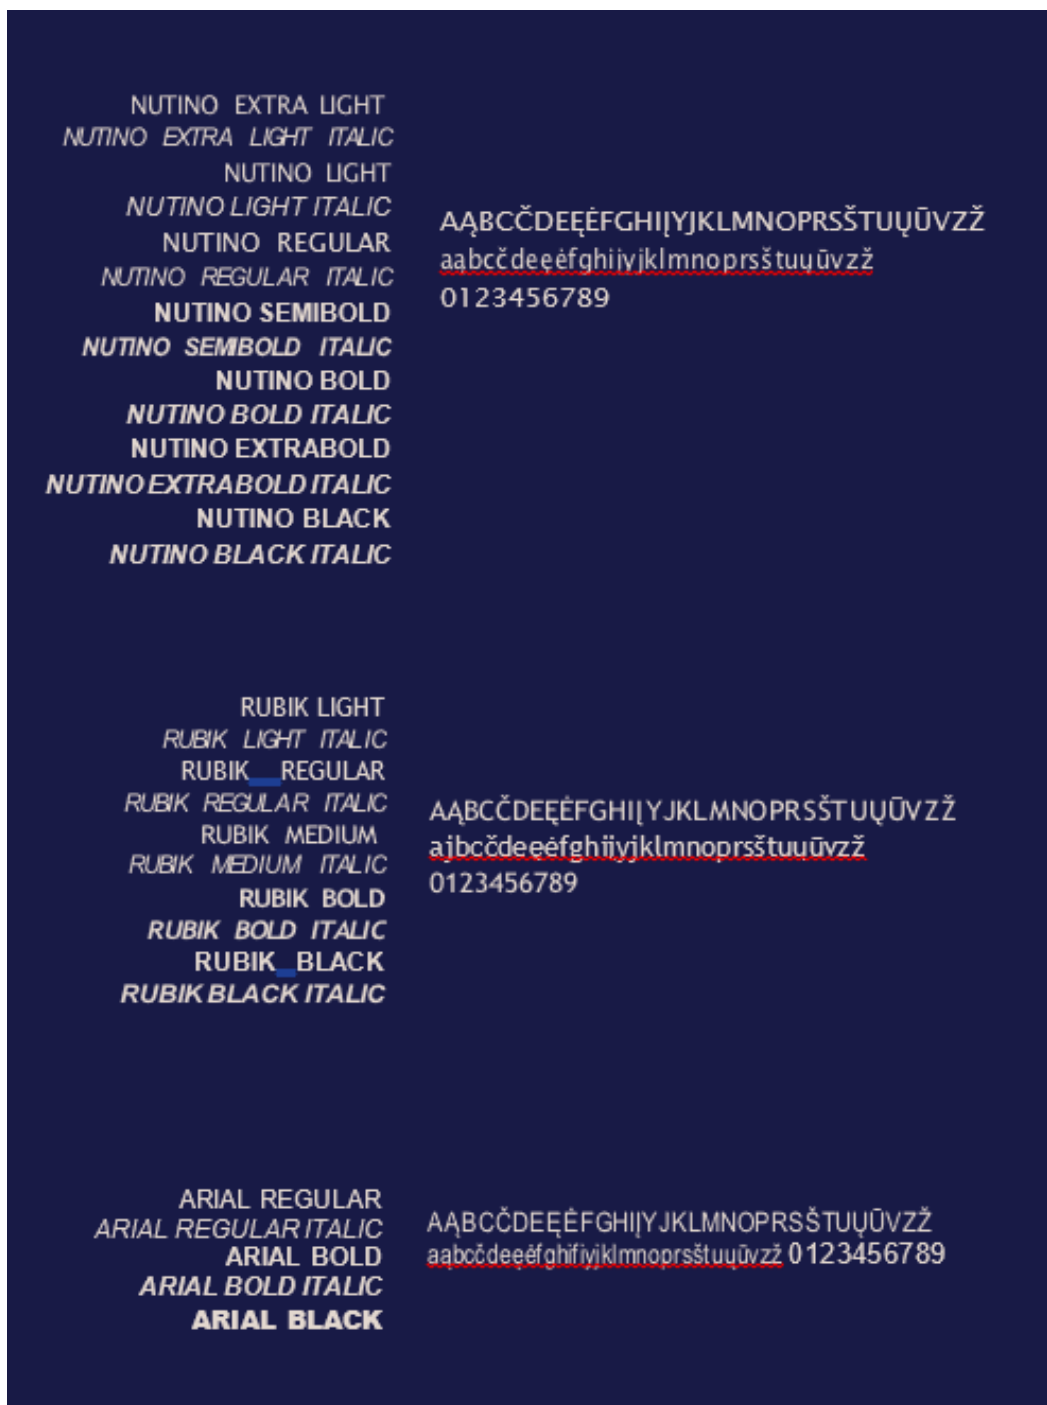 NUTINO EXTRA LIGHT
NUTINO EXTRA LIGHT ITALIC
NUTINO LIGHT
NUTINO LIGHT ITALIC
NUTINO REGULAR
NUTINO REGULAR ITALIC
NUTINO SEMIBOLD
NUTINO SEMIBOLD ITALIC
NUTINO BOLD
NUTINO BOLD ITALIC
NUTINO EXTRABOLD
NUTINO EXTRABOLD ITALIC
NUTINO BLACK
NUTINO BLACK ITALIC
AĄBCČDEĘĖFGHIĮYJKLMNOPRSŠTUŲŪVZŽ
aąbcčdeęėfghiįyjklmnoprsštuųūvzž
0123456789
RUBIK LIGHT
RUBIK LIGHT ITALIC
RUBIK REGULAR
RUBIK REGULAR ITALIC
RUBIK MEDIUM
RUBIK MEDIUM ITALIC
RUBIK BOLD
RUBIK BOLD ITALIC
RUBIK BLACK
RUBIK BLACK ITALIC
AĄBCČDEĘĖFGHIĮYJKLMNOPRSŠTUŲŪVZŽ
ajbcčdeęėfghiįyjklmnoprsštuųūvzž
0123456789
ARIAL REGULAR
ARIAL REGULAR ITALIC
ARIAL BOLD
ARIAL BOLD ITALIC
ARIAL BLACK
AĄBCČDEĘĖFGHIĮYJKLMNOPRSŠTUŲŪVZŽ
aąbcčdeęėfghifiyjklmnoprsštuųūvzž 0123456789